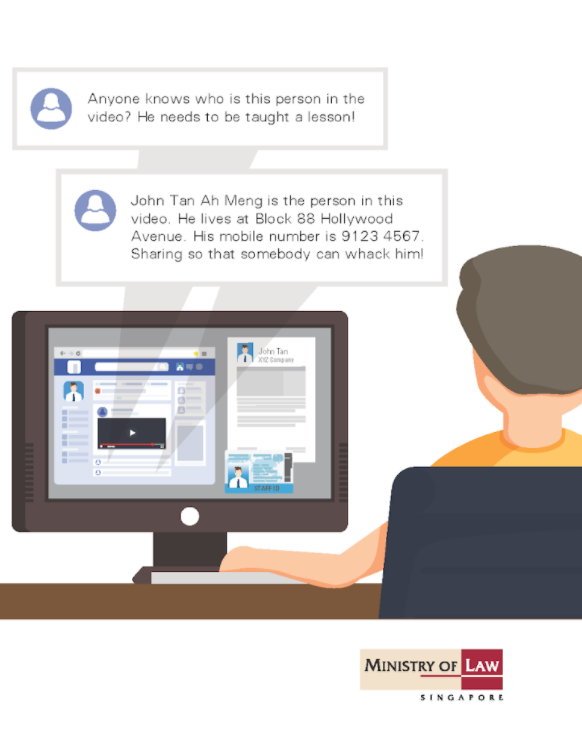 Anyone knows who is this person in the
video? He needs to be taught a lesson!
John Tan Ah Meng is the person in this
video. He lives at Block 88 Hollywood
Avenue. His mobile number is 9123 4567.
Sharing so that somebody can whack him!
John Tan
XYZ Company
STAFF ID
MINISTRY OF LAW
SINGAPORE